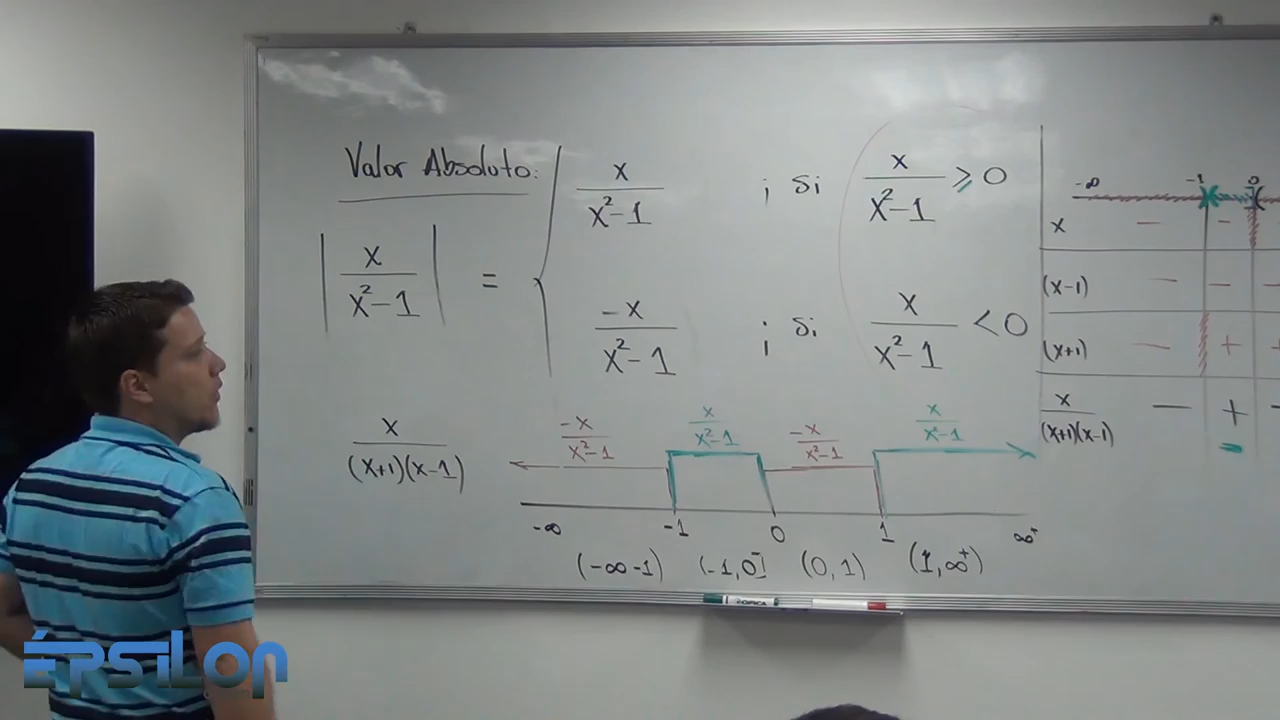 Valor Absoluto:
| x / (x² - 1) | = { x / (x² - 1) ; si x / (x² - 1) ⩾ 0
-x / (x² - 1) ; si x / (x² - 1) < 0
x / ((x+1)(x-1))
-x / (x² - 1) x / (x² - 1) -x / (x² - 1) x / (x² - 1)
-∞ -1 0 1 ∞⁺
(-∞ -1) (-1, 0] (0, 1) (1, ∞⁺)
-∞ -1 0
x - -
(x-1) - - -
(x+1) - + +
x / ((x+1)(x-1)) - + -
ÉPSILON